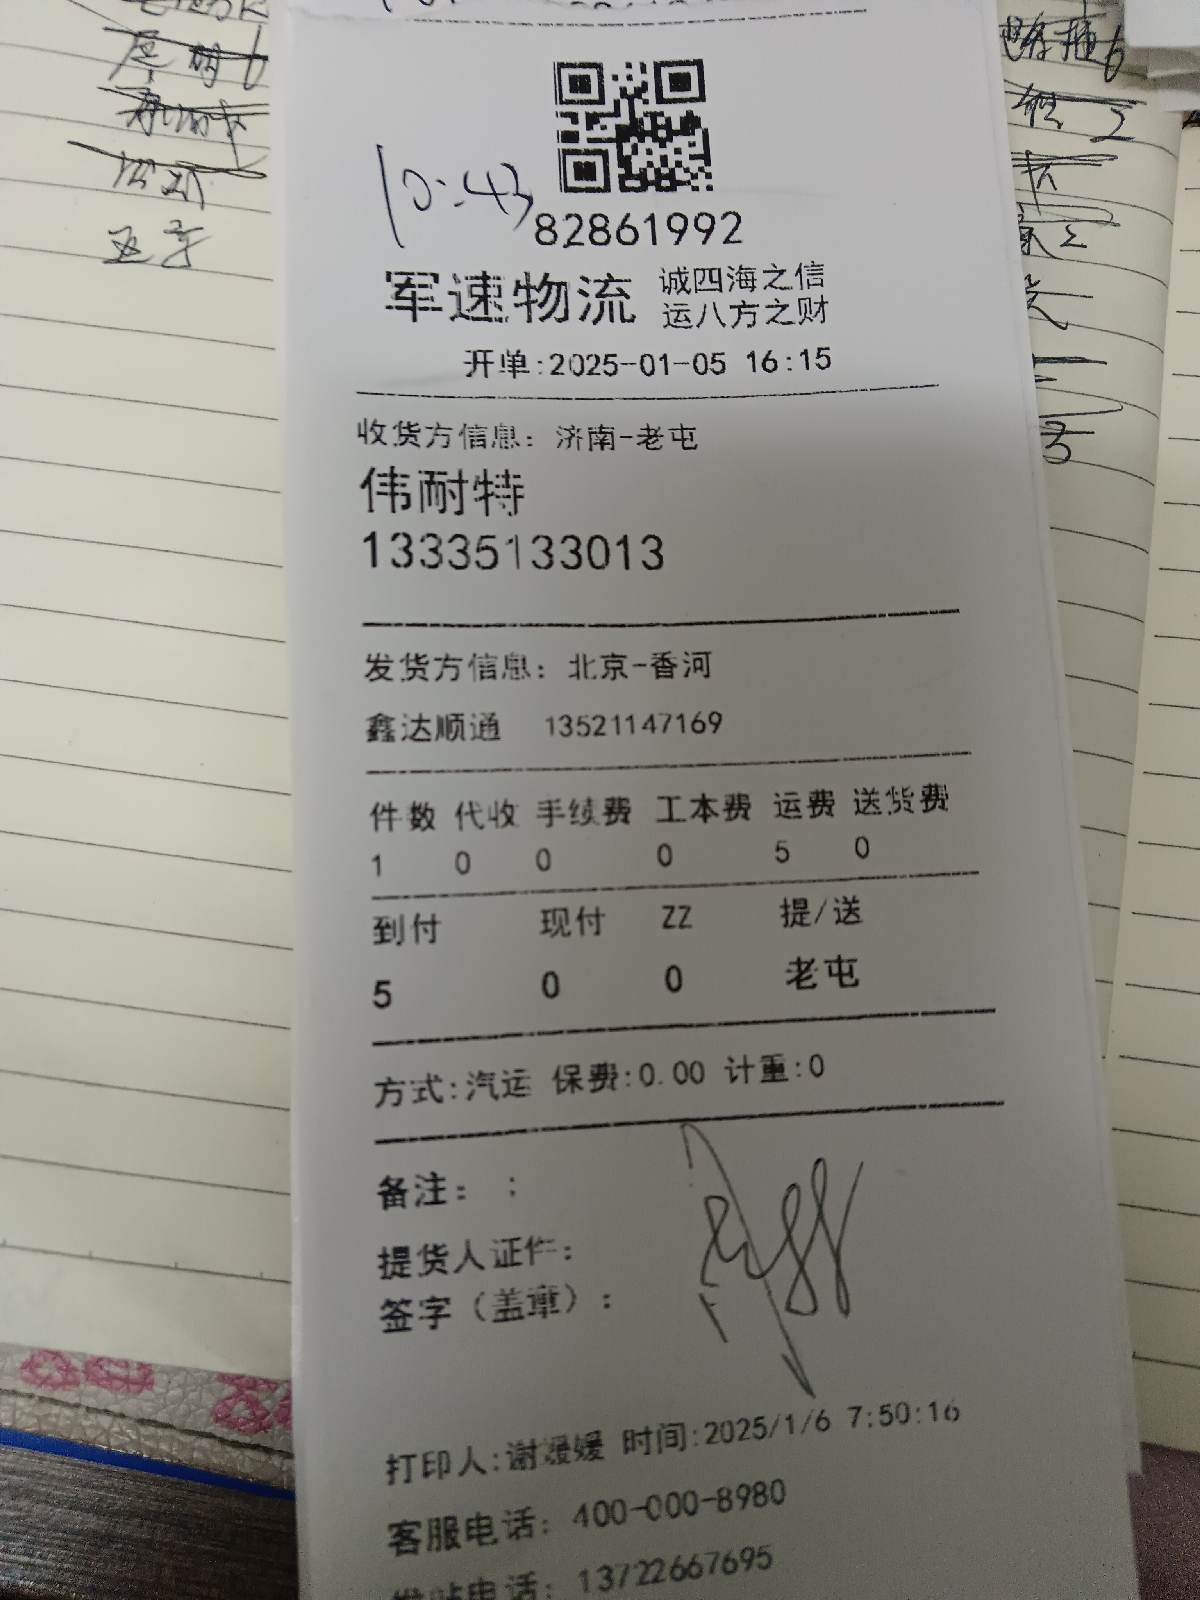 10:43
82861992
军速物流 诚四海之信
运八方之财
开单:2025-01-05 16:15
收货方信息: 济南-老屯
伟耐特
13335133013
发货方信息: 北京-香河
鑫达顺通 13521147169
件数 代收 手续费 工本费 运费 送货费
1 0 0 0 5 0
到付 现付 ZZ 提/送
5 0 0 老屯
方式:汽运 保费:0.00 计重:0
备注: :
提货人证件:
签字（盖章）:
打印人:谢媛媛 时间:2025/1/6 7:50:16
客服电话: 400-000-8980
发站电话: 13722667695